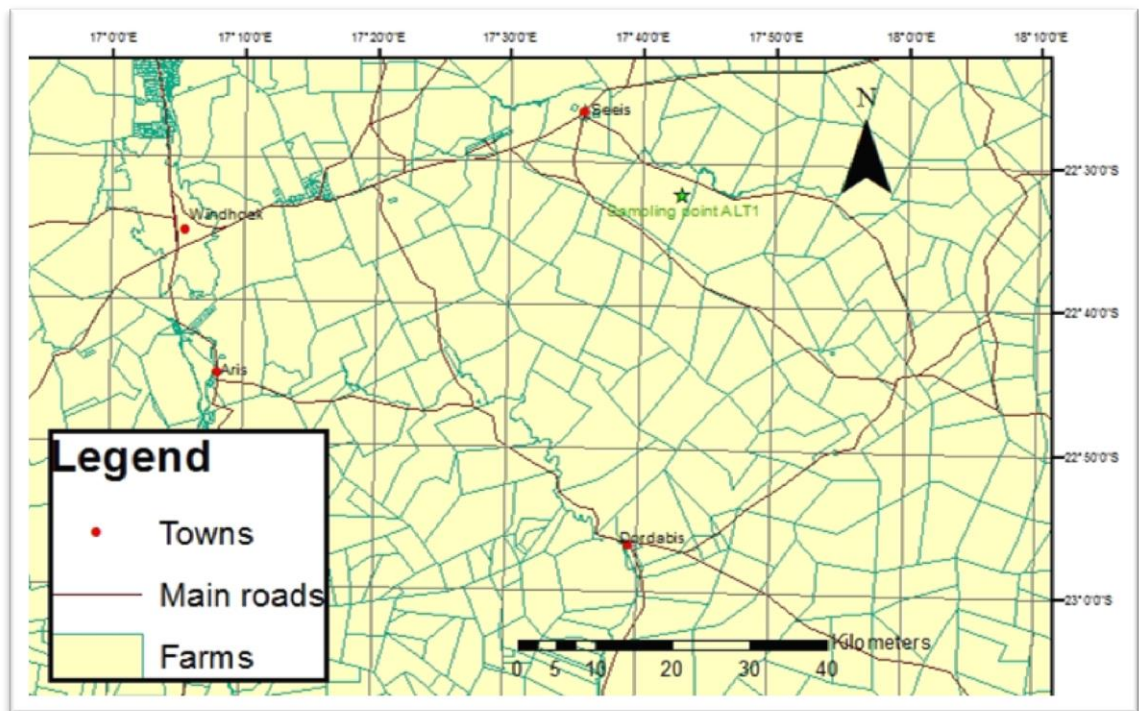 17°0'0"E 17°10'0"E 17°20'0"E 17°30'0"E 17°40'0"E 17°50'0"E 18°0'0"E 18°10'0"E
N
Seeis
22°30'0"S
Sampling point ALT1
Windhoek
22°40'0"S
Aris
Legend
22°50'0"S
Towns
Dordabis
Main roads
23°0'0"S
Kilometers
Farms
0 5 10 20 30 40